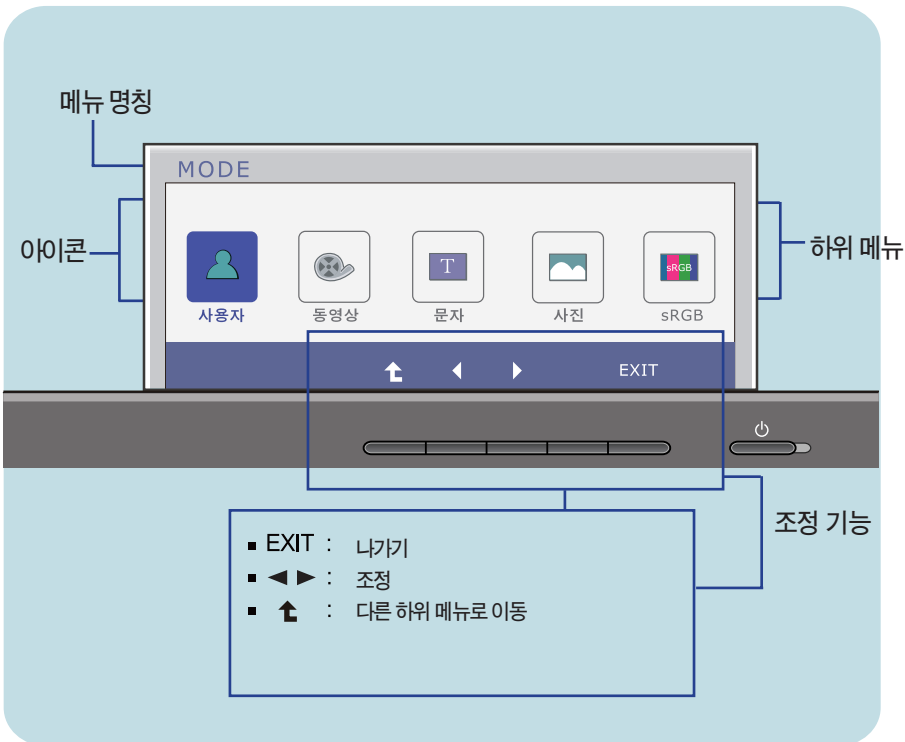 메뉴 명칭
MODE
아이콘
하위 메뉴
T
sRGB
사용자
동영상
문자
사진
sRGB
EXIT
조정 기능
■ EXIT : 나가기
■ ◀ ▶ : 조정
■ : 다른 하위 메뉴로 이동